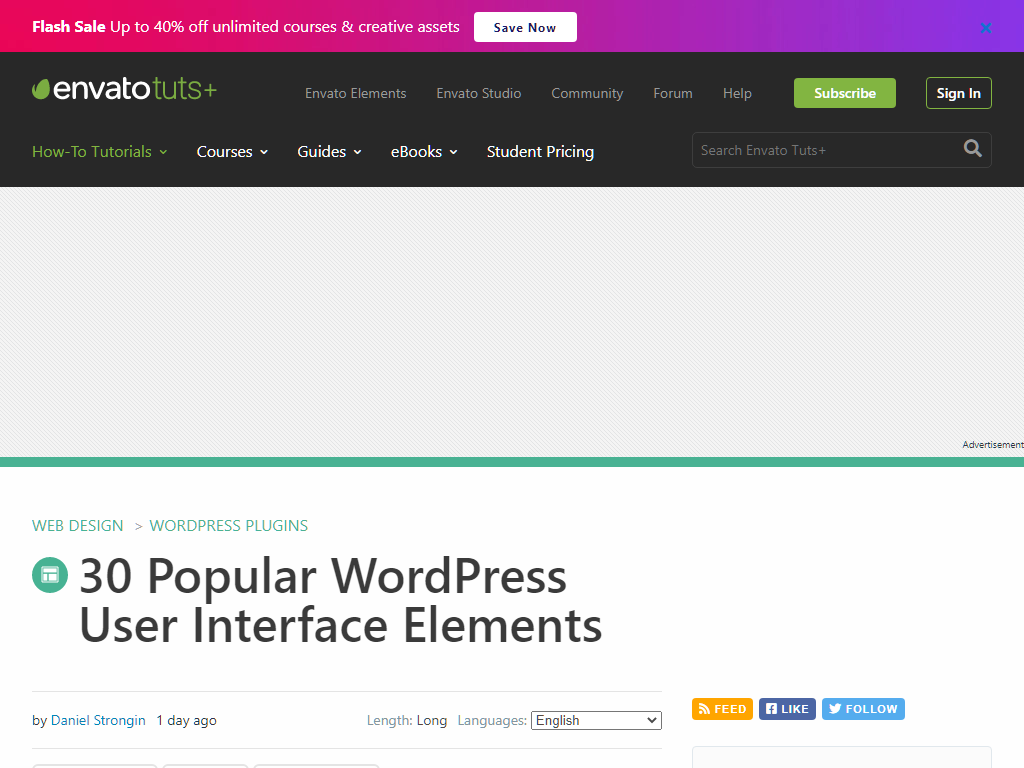 Flash Sale Up to 40% off unlimited courses & creative assets Save Now ×
envatotuts+ Envato Elements Envato Studio Community Forum Help Subscribe Sign In
How-To Tutorials Courses Guides eBooks Student Pricing Search Envato Tuts+
Advertisement
WEB DESIGN > WORDPRESS PLUGINS
30 Popular WordPress
User Interface Elements
by Daniel Strongin 1 day ago Length: Long Languages: English
FEED LIKE FOLLOW